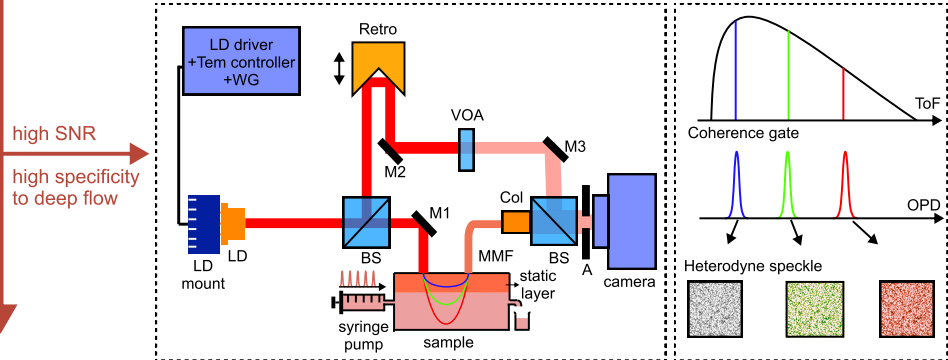 high SNR
high specificity
to deep flow
LD driver
+Tem controller
+WG
Retro
VOA
M2
M3
M1
BS
LD
LD
mount
Col
MMF
BS
A
camera
static
layer
syringe
pump
sample
ToF
Coherence gate
OPD
Heterodyne speckle